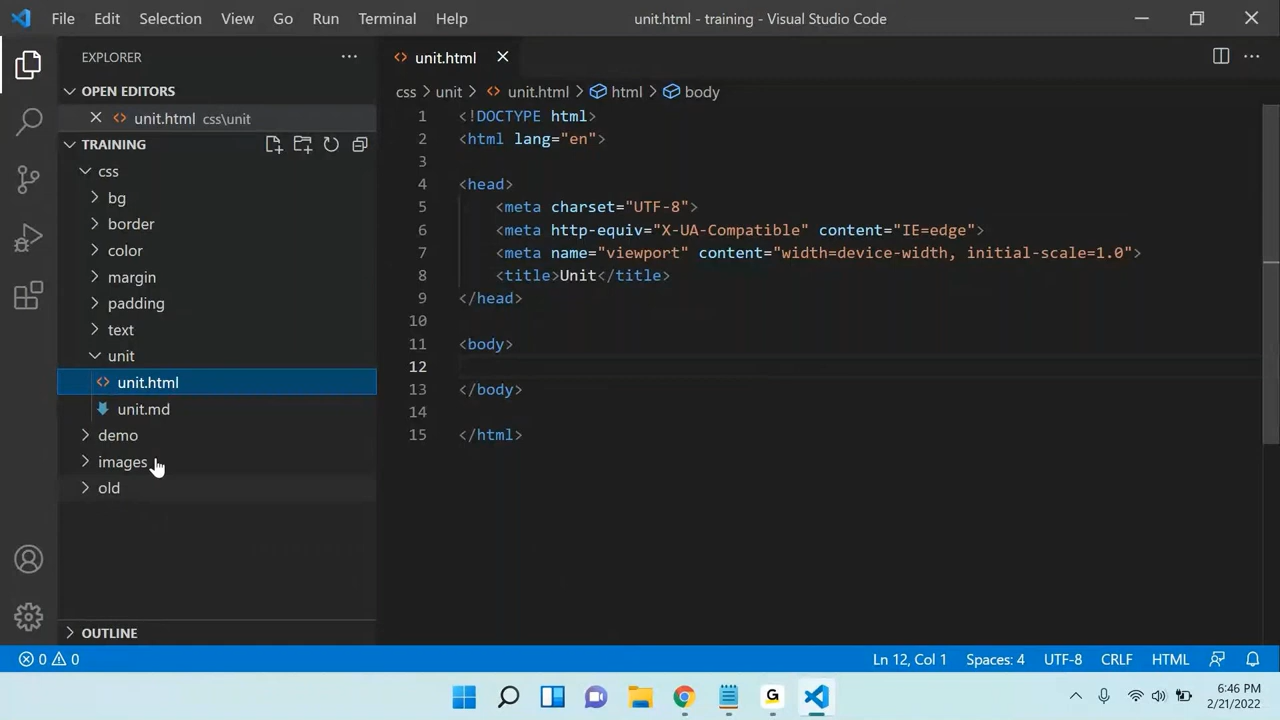 File Edit Selection View Go Run Terminal Help unit.html - training - Visual Studio Code
EXPLORER
OPEN EDITORS
unit.html css\unit
TRAINING
css
bg
border
color
margin
padding
text
unit
unit.html
unit.md
demo
images
old
OUTLINE
unit.html
css > unit > unit.html > html > body
1 <!DOCTYPE html>
2 <html lang="en">
3
4 <head>
5 <meta charset="UTF-8">
6 <meta http-equiv="X-UA-Compatible" content="IE=edge">
7 <meta name="viewport" content="width=device-width, initial-scale=1.0">
8 <title>Unit</title>
9 </head>
10
11 <body>
12
13 </body>
14
15 </html>
0 0 Ln 12, Col 1 Spaces: 4 UTF-8 CRLF HTML
G
6:46 PM
2/21/2022